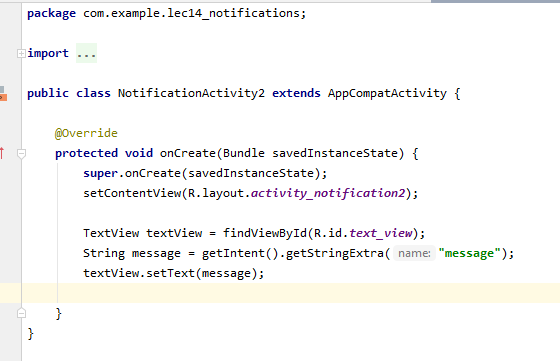 package com.example.lec14_notifications;
import ...
public class NotificationActivity2 extends AppCompatActivity {
@Override
protected void onCreate(Bundle savedInstanceState) {
super.onCreate(savedInstanceState);
setContentView(R.layout.activity_notification2);
TextView textView = findViewById(R.id.text_view);
String message = getIntent().getStringExtra( name: "message");
textView.setText(message);
}
}